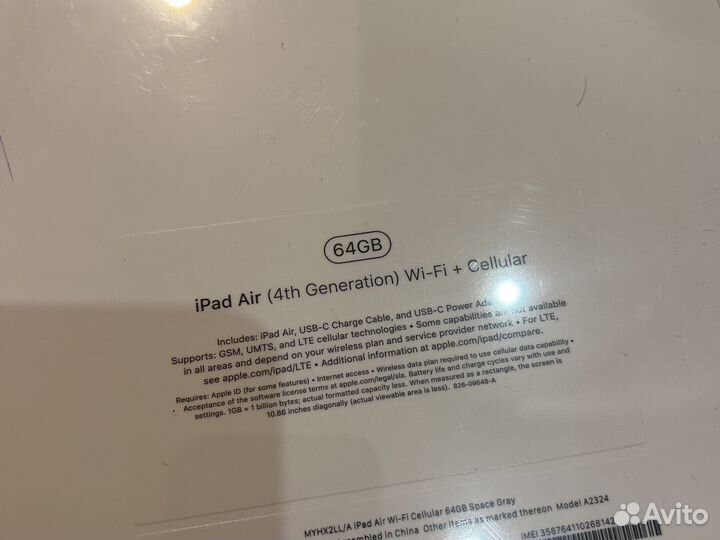 64GB
iPad Air (4th Generation) Wi-Fi + Cellular
Includes: iPad Air, USB-C Charge Cable, and USB-C Power
Supports: GSM, UMTS, and LTE cellular technologies • Some capabilities are not available
in all areas and depend on your wireless plan and service provider network • For LTE,
see apple.com/ipad/LTE • Additional information at apple.com/ipad/compare.
Requires: Apple ID (for some features) • Internet access • Wireless data plan required to use cellular data capability •
Acceptance of the software license terms at apple.com/legal/sla. Battery life and charge cycles vary with use and
settings. 1GB = 1 billion bytes; actual formatted capacity less. When measured as a rectangle, the screen is
10.86 inches diagonally (actual viewable area is less). 826-09648-A
MYHX2LL/A iPad Air Wi-Fi Cellular 64GB Space Gray
in China Other items as marked thereon Model A2324
IMEI 356764110268142
Avito